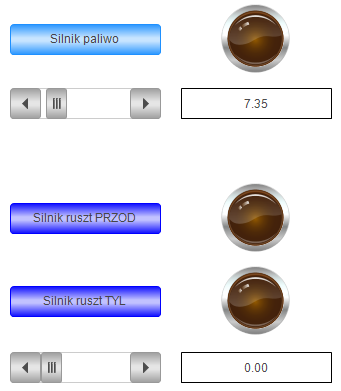 Silnik paliwo
7.35
Silnik ruszt PRZOD
Silnik ruszt TYL
0.00